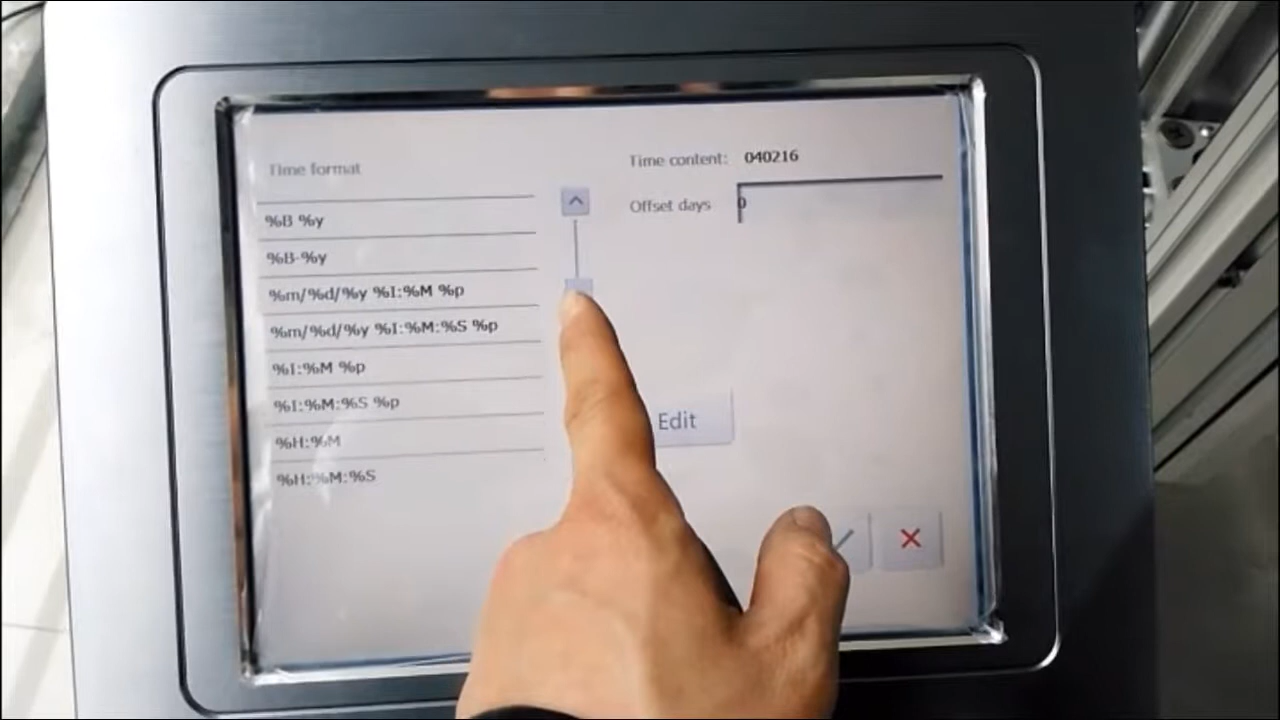 Time format
%B %y
%B-%y
%m/%d/%y %I:%M %p
%m/%d/%y %I:%M:%S %p
%I:%M %p
%I:%M:%S %p
%H:%M
%H:%M:%S
Time content: 040216
Offset days 0
Edit